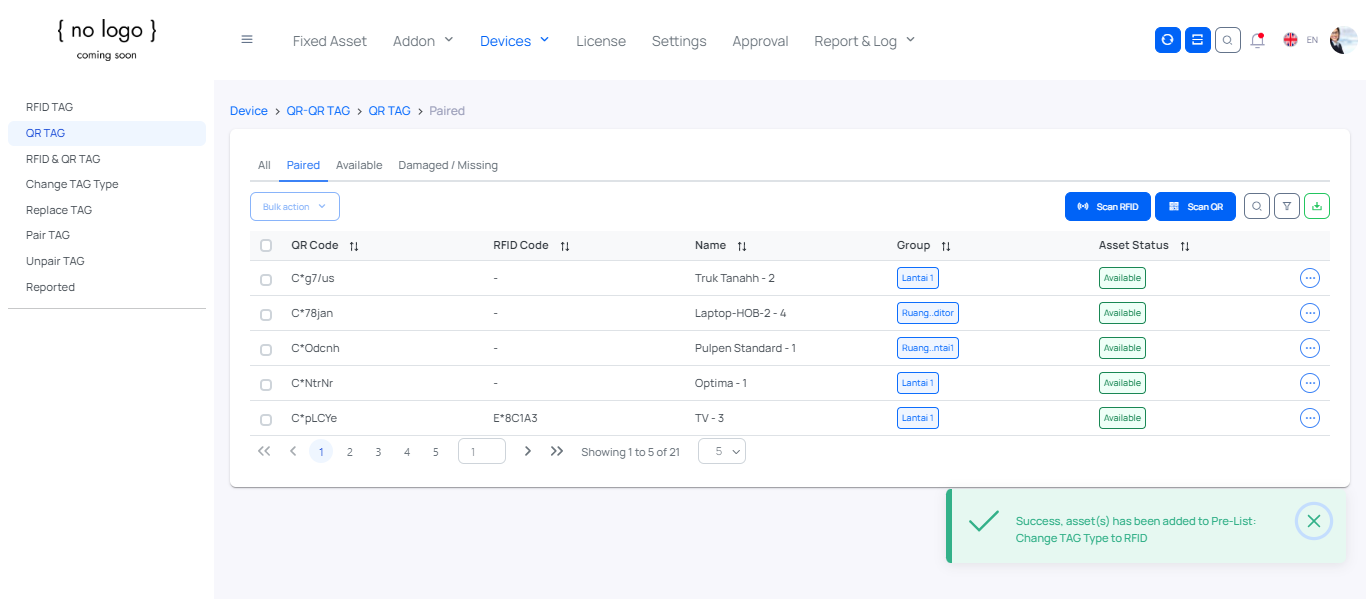 { no logo }
coming soon
Fixed Asset Addon Devices License Settings Approval Report & Log EN
RFID TAG
QR TAG
RFID & QR TAG
Change TAG Type
Replace TAG
Pair TAG
Unpair TAG
Reported
Device > QR-QR TAG > QR TAG > Paired
All Paired Available Damaged / Missing
Bulk action Scan RFID Scan QR
QR Code RFID Code Name Group Asset Status
C*g7/us - Truk Tanahh - 2 Lantai 1 Available
C*78jan - Laptop-HOB-2 - 4 Ruang..ditor Available
C*Odcnh - Pulpen Standard - 1 Ruang..ntai1 Available
C*NtrNr - Optima - 1 Lantai 1 Available
C*pLCYe E*8C1A3 TV - 3 Lantai 1 Available
1 2 3 4 5 1 Showing 1 to 5 of 21 5
Success, asset(s) has been added to Pre-List:
Change TAG Type to RFID